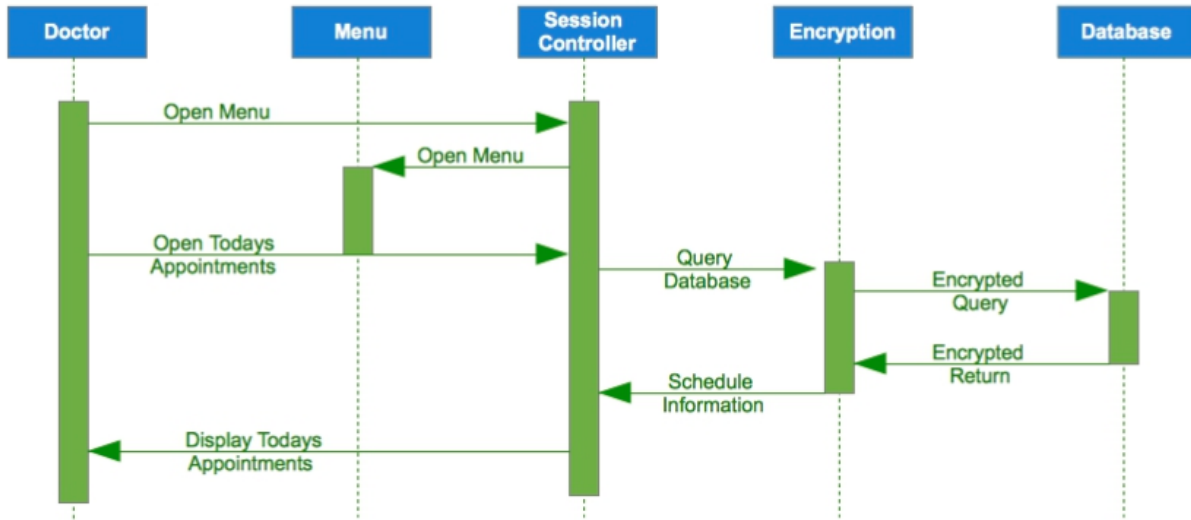 Doctor
Menu
Session
Controller
Encryption
Database
Open Menu
Open Menu
Open Todays
Appointments
Query
Database
Encrypted
Query
Encrypted
Return
Schedule
Information
Display Todays
Appointments